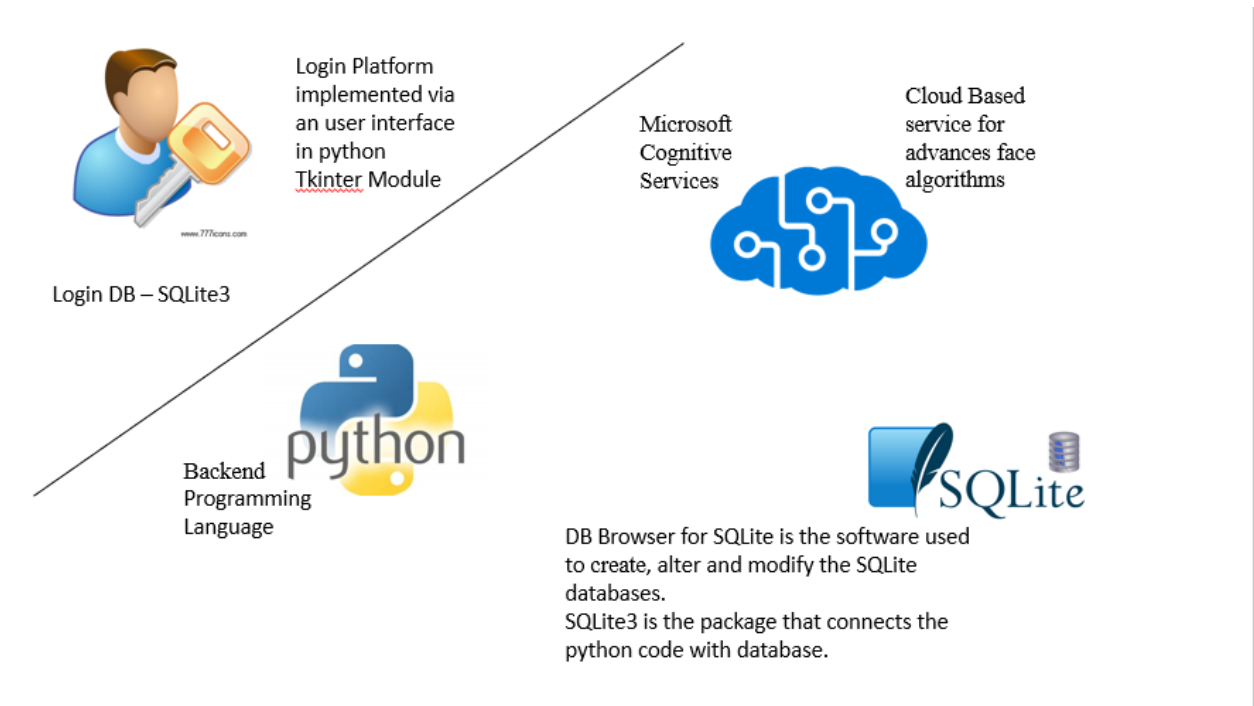 Login Platform
implemented via
an user interface
in python
Tkinter Module
www.777icons.com
Login DB – SQLite3
Microsoft
Cognitive
Services
Cloud Based
service for
advances face
algorithms
python
Backend
Programming
Language
SQLite
DB Browser for SQLite is the software used
to create, alter and modify the SQLite
databases.
SQLite3 is the package that connects the
python code with database.